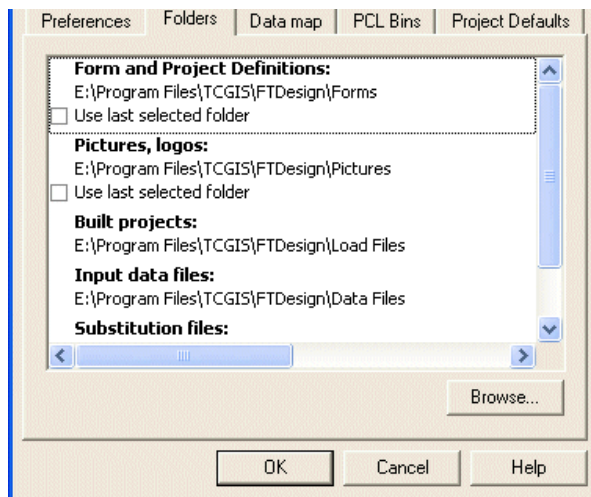 Preferences Folders Data map PCL Bins Project Defaults
Form and Project Definitions:
E:\Program Files\TCGIS\FTDesign\Forms
Use last selected folder
Pictures, logos:
E:\Program Files\TCGIS\FTDesign\Pictures
Use last selected folder
Built projects:
E:\Program Files\TCGIS\FTDesign\Load Files
Input data files:
E:\Program Files\TCGIS\FTDesign\Data Files
Substitution files:
Browse...
OK Cancel Help